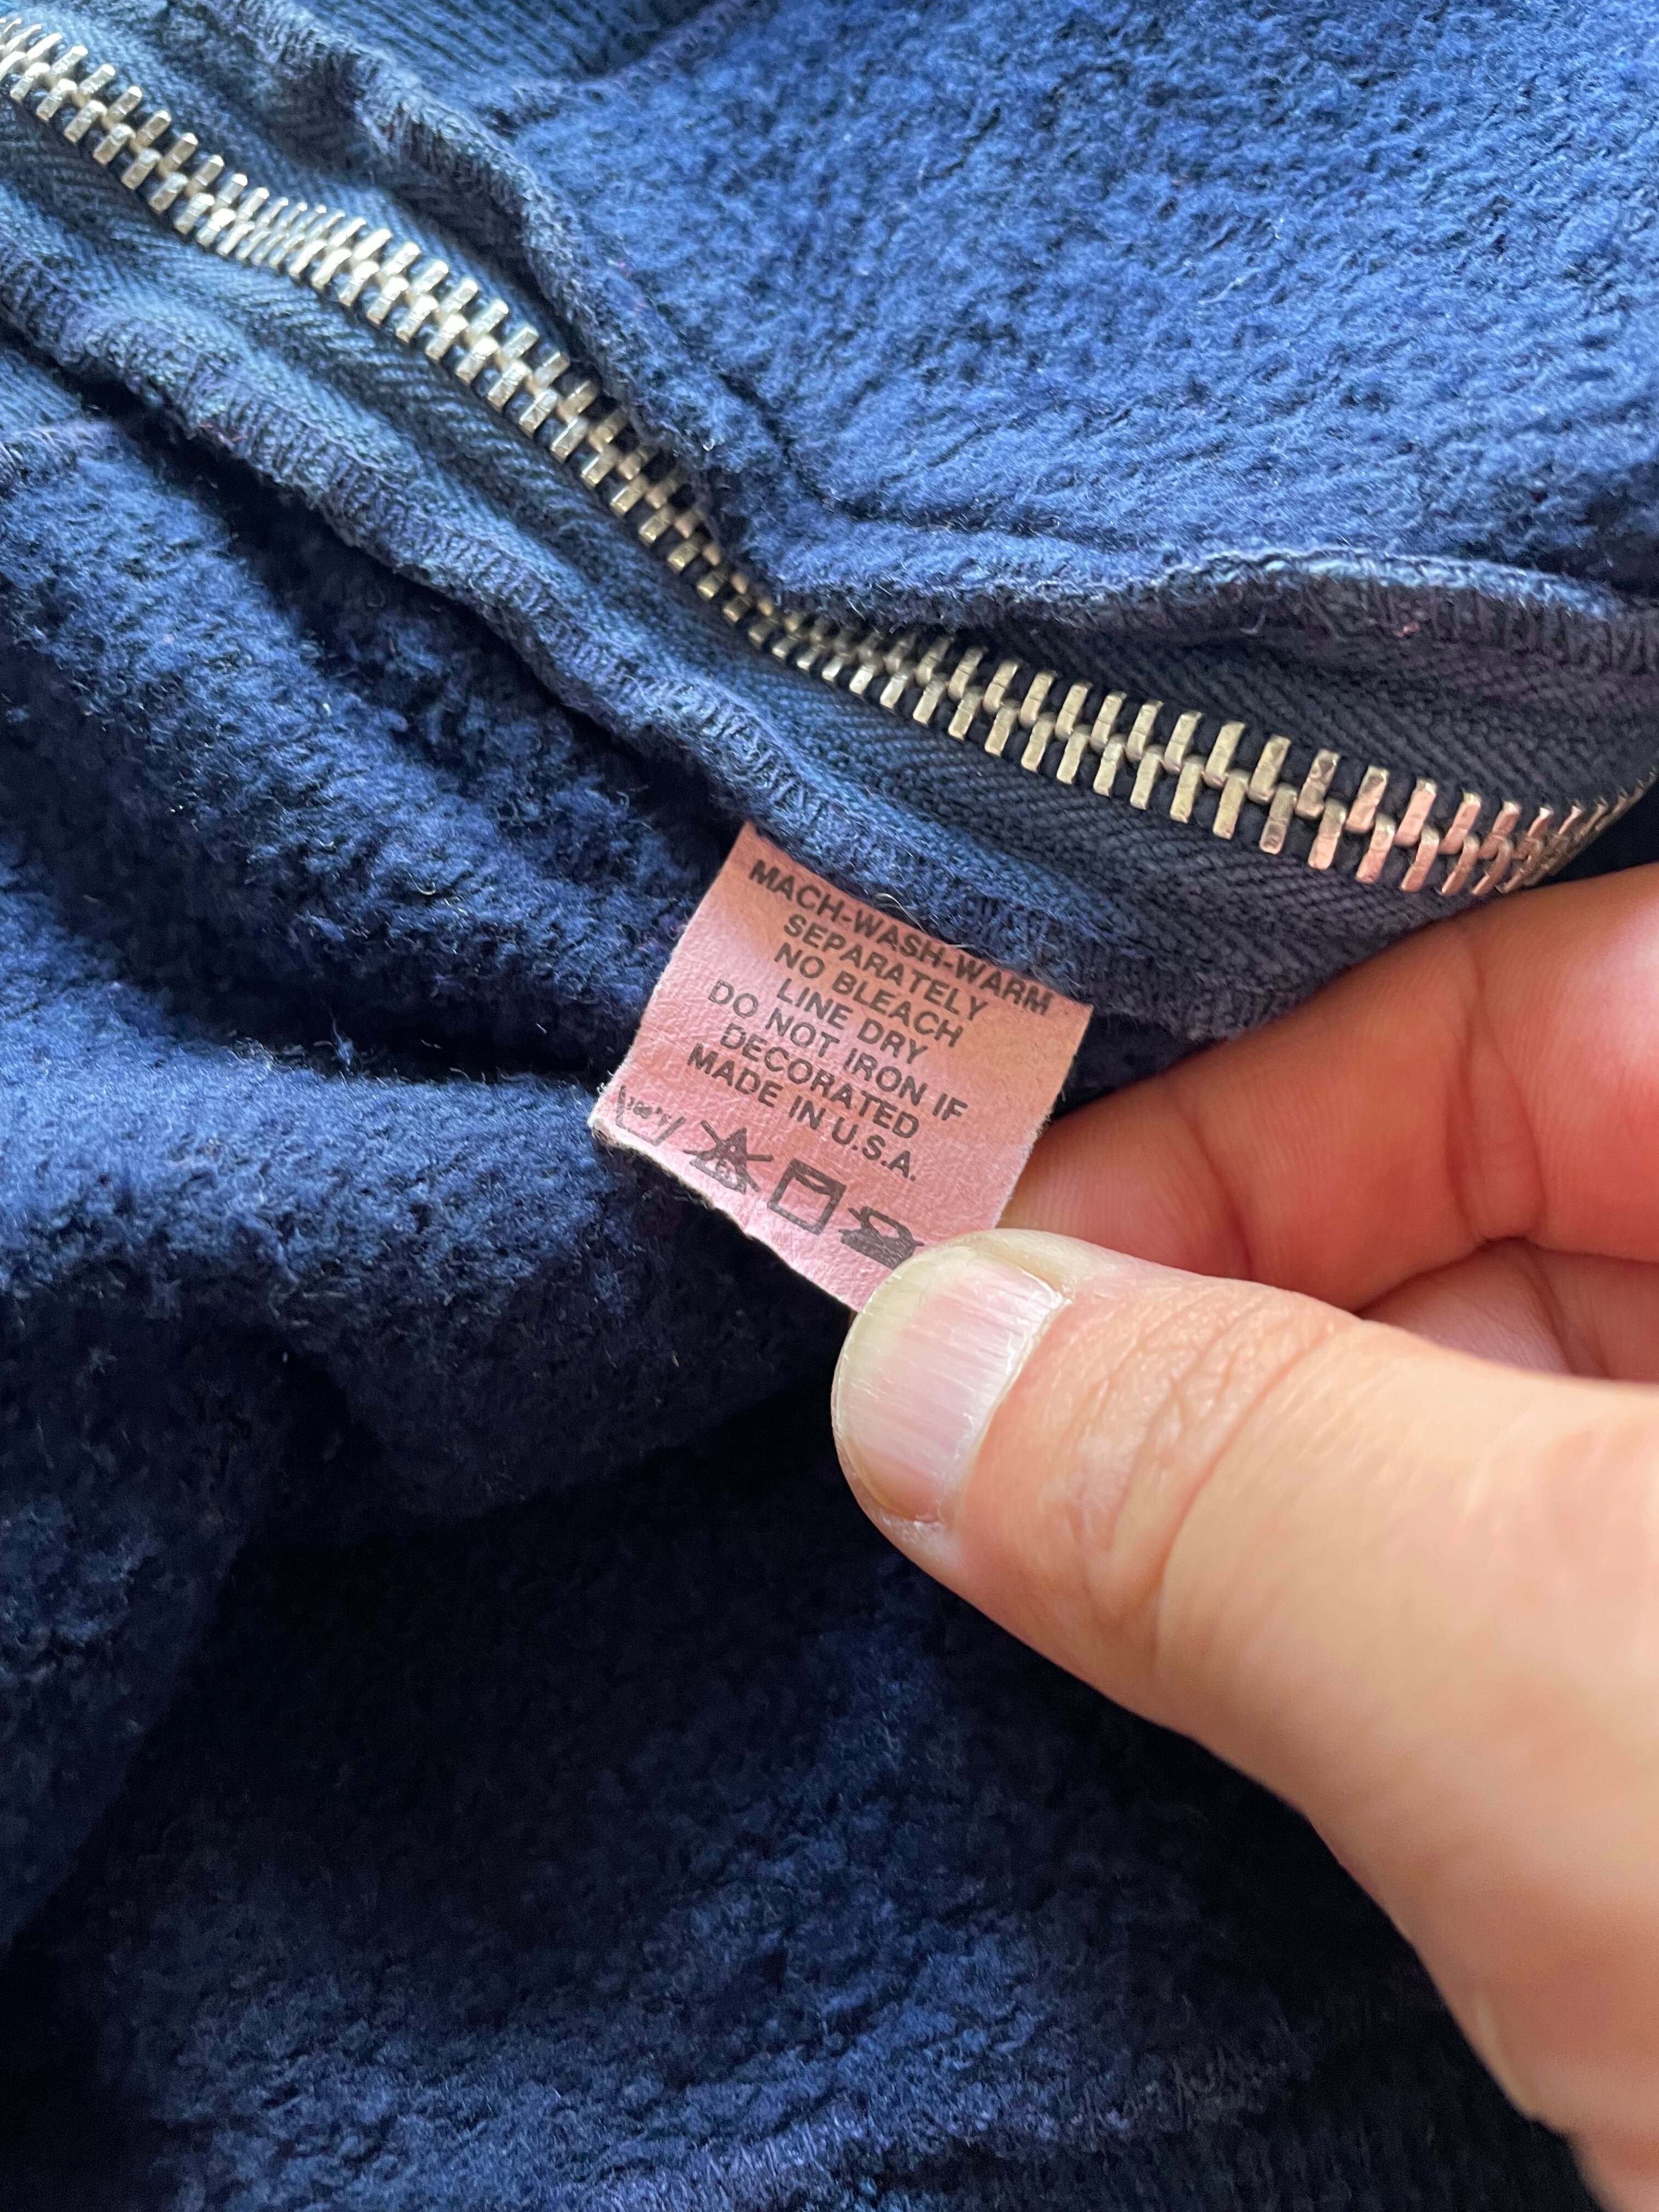 MACH-WASH-WARM
SEPARATELY
NO BLEACH
LINE DRY
DO NOT IRON IF
DECORATED
MADE IN U.S.A.